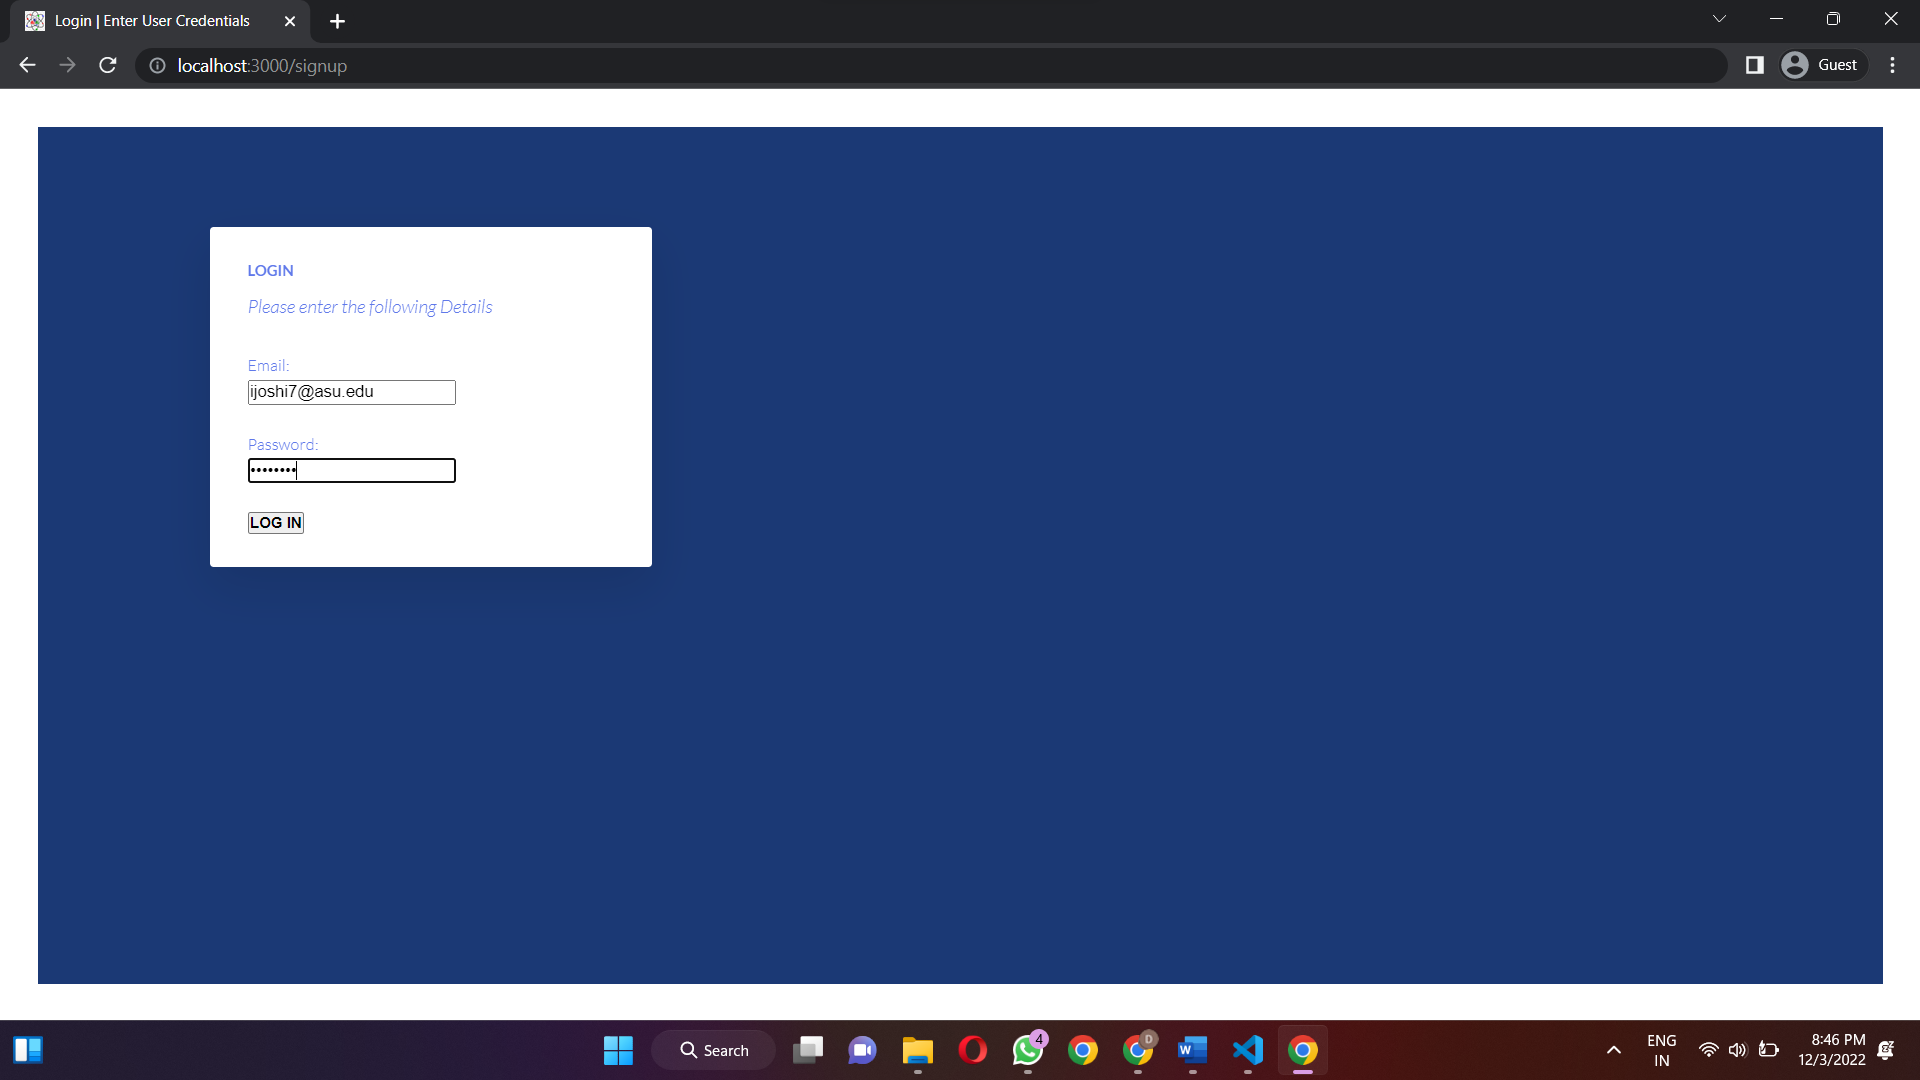 Login | Enter User Credentials
localhost:3000/signup
Guest
LOGIN
Please enter the following Details
Email:
ijoshi7@asu.edu
Password:
••••••••
LOG IN
Search
4
D
W
ENG
IN
8:46 PM
12/3/2022